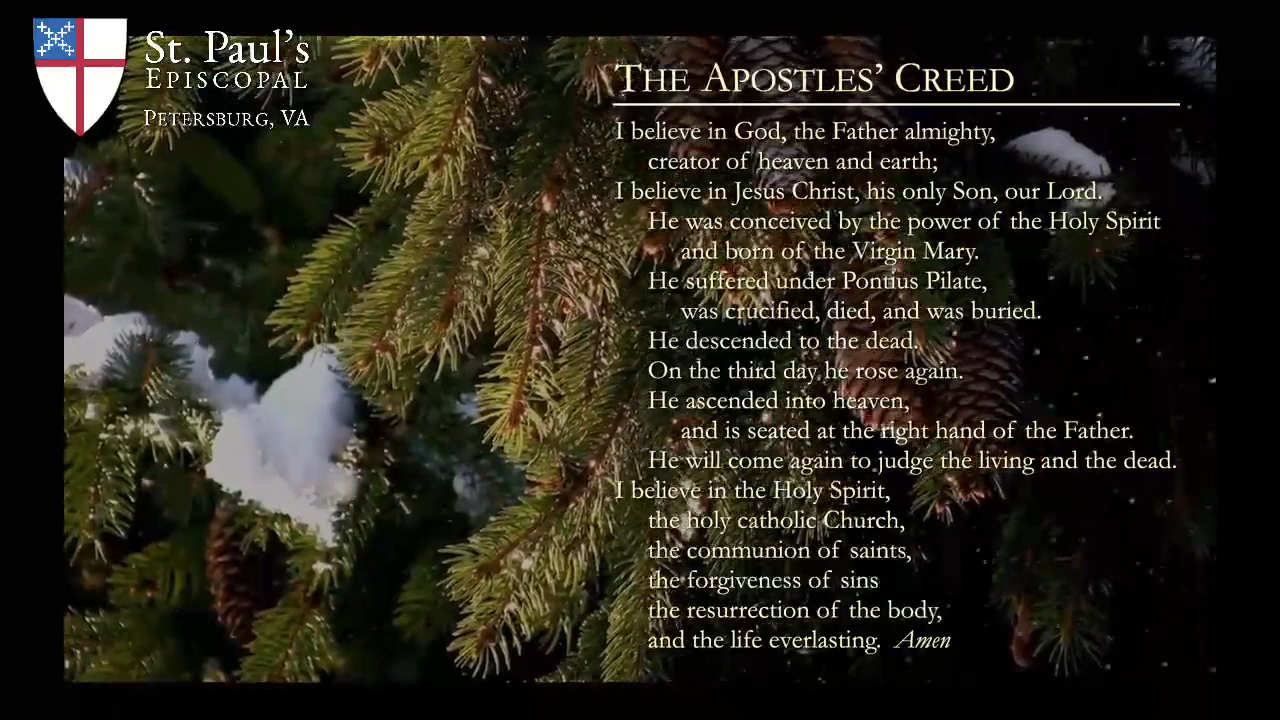 St. Paul's
Episcopal
Petersburg, VA
The Apostles' Creed
I believe in God, the Father almighty,
creator of heaven and earth;
I believe in Jesus Christ, his only Son, our Lord.
He was conceived by the power of the Holy Spirit
and born of the Virgin Mary.
He suffered under Pontius Pilate,
was crucified, died, and was buried.
He descended to the dead.
On the third day he rose again.
He ascended into heaven,
and is seated at the right hand of the Father.
He will come again to judge the living and the dead.
I believe in the Holy Spirit,
the holy catholic Church,
the communion of saints,
the forgiveness of sins
the resurrection of the body,
and the life everlasting. Amen